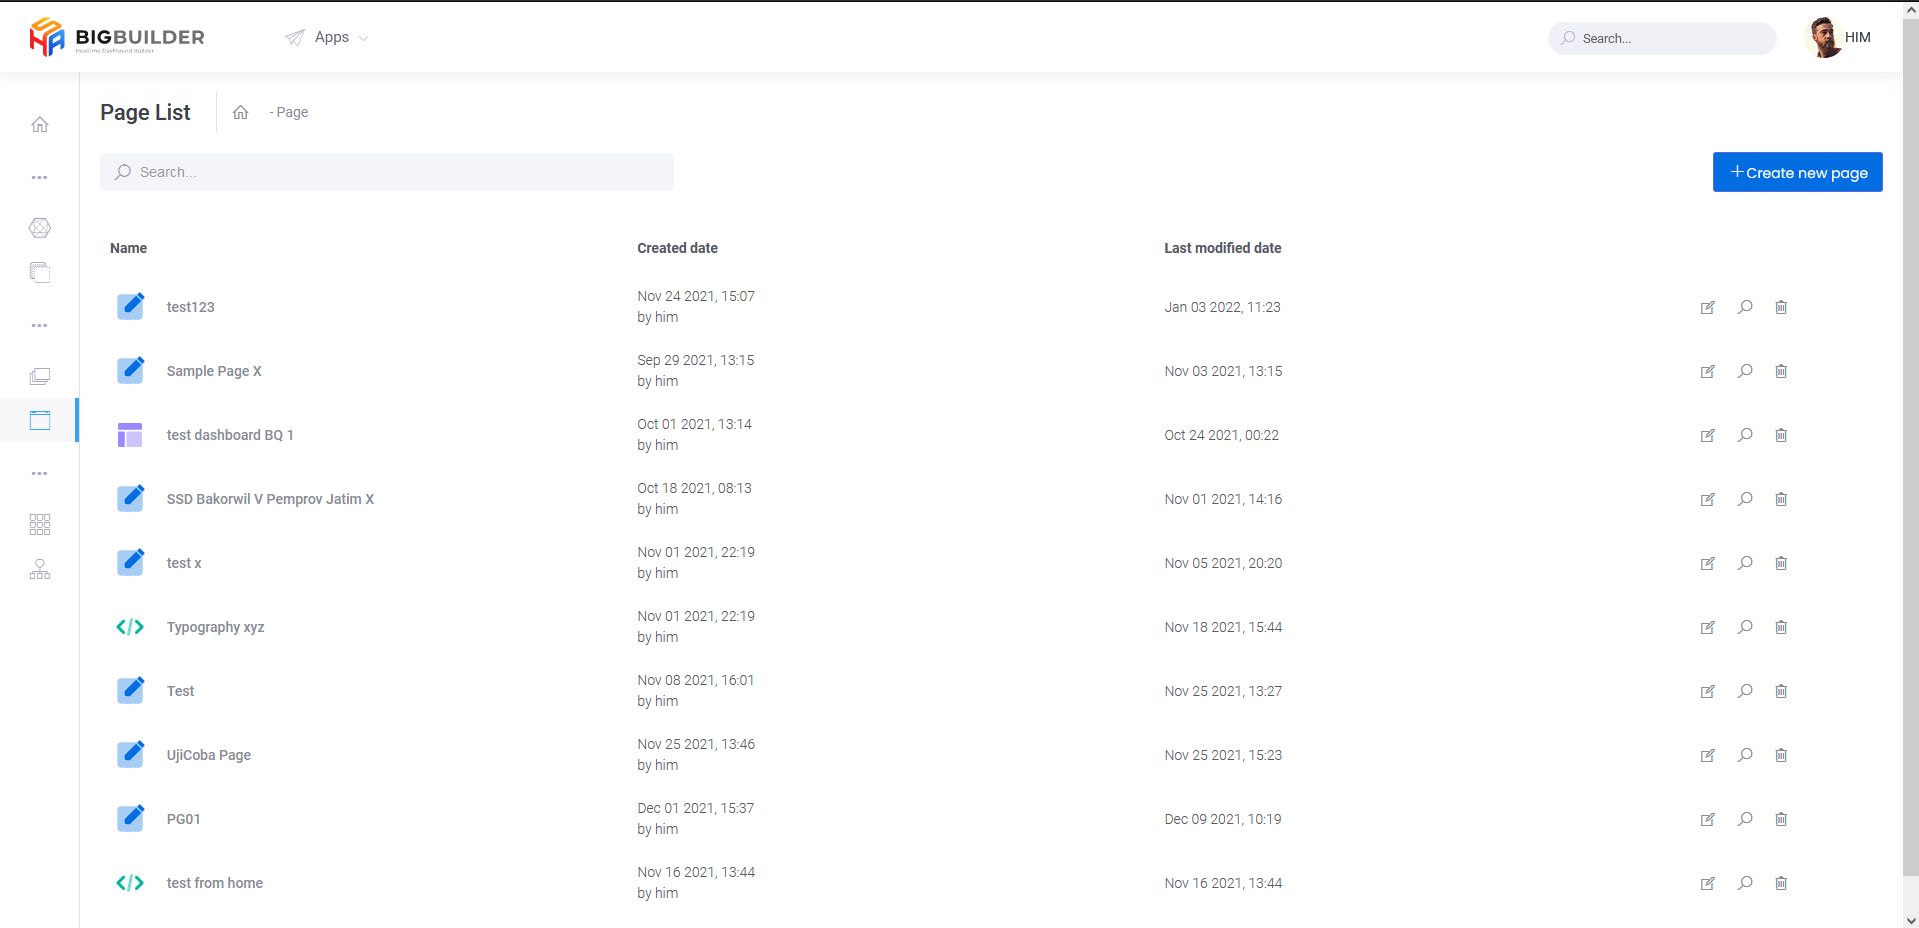 BIGBUILDER
Realtime Dashboard Builder
Apps
Search...
HIM
Page List
- Page
Search...
+Create new page
Name
Created date
Last modified date
test123
Nov 24 2021, 15:07
by him
Jan 03 2022, 11:23
Sample Page X
Sep 29 2021, 13:15
by him
Nov 03 2021, 13:15
test dashboard BQ 1
Oct 01 2021, 13:14
by him
Oct 24 2021, 00:22
SSD Bakorwil V Pemprov Jatim X
Oct 18 2021, 08:13
by him
Nov 01 2021, 14:16
test x
Nov 01 2021, 22:19
by him
Nov 05 2021, 20:20
Typography xyz
Nov 01 2021, 22:19
by him
Nov 18 2021, 15:44
Test
Nov 08 2021, 16:01
by him
Nov 25 2021, 13:27
UjiCoba Page
Nov 25 2021, 13:46
by him
Nov 25 2021, 15:23
PG01
Dec 01 2021, 15:37
by him
Dec 09 2021, 10:19
test from home
Nov 16 2021, 13:44
by him
Nov 16 2021, 13:44